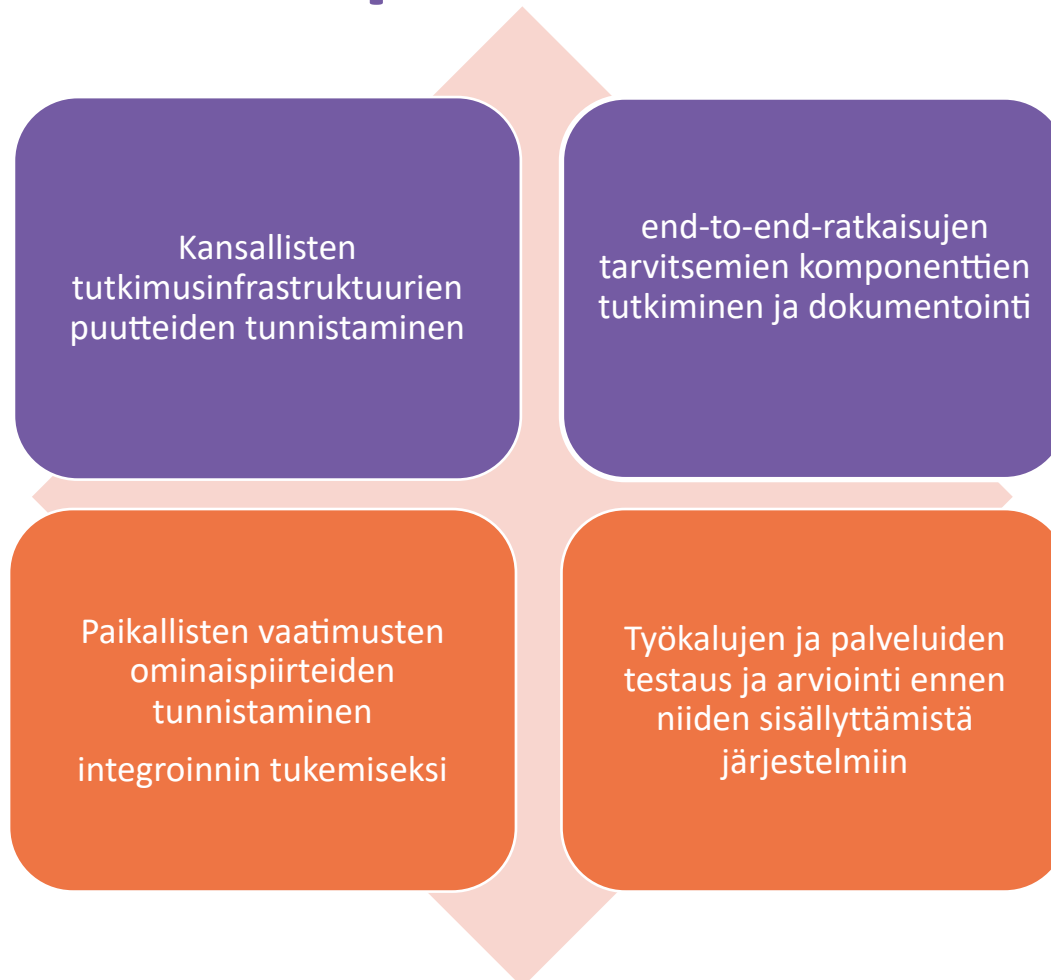 Kansallisten
tutkimusinfrastruktuurien
puutteiden tunnistaminen
end-to-end-ratkaisujen
tarvitsemien komponenttien
tutkiminen ja dokumentointi
Paikallisten vaatimusten
ominaispiirteiden
tunnistaminen
integroinnin tukemiseksi
Työkalujen ja palveluiden
testaus ja arviointi ennen
niiden sisällyttämistä
järjestelmiin